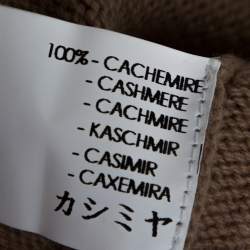 100% - CACHEMIRE
- CASHMERE
- CACHMIRE
- KASCHMIR
- CASIMIR
- CAXEMIRA
カシミヤ